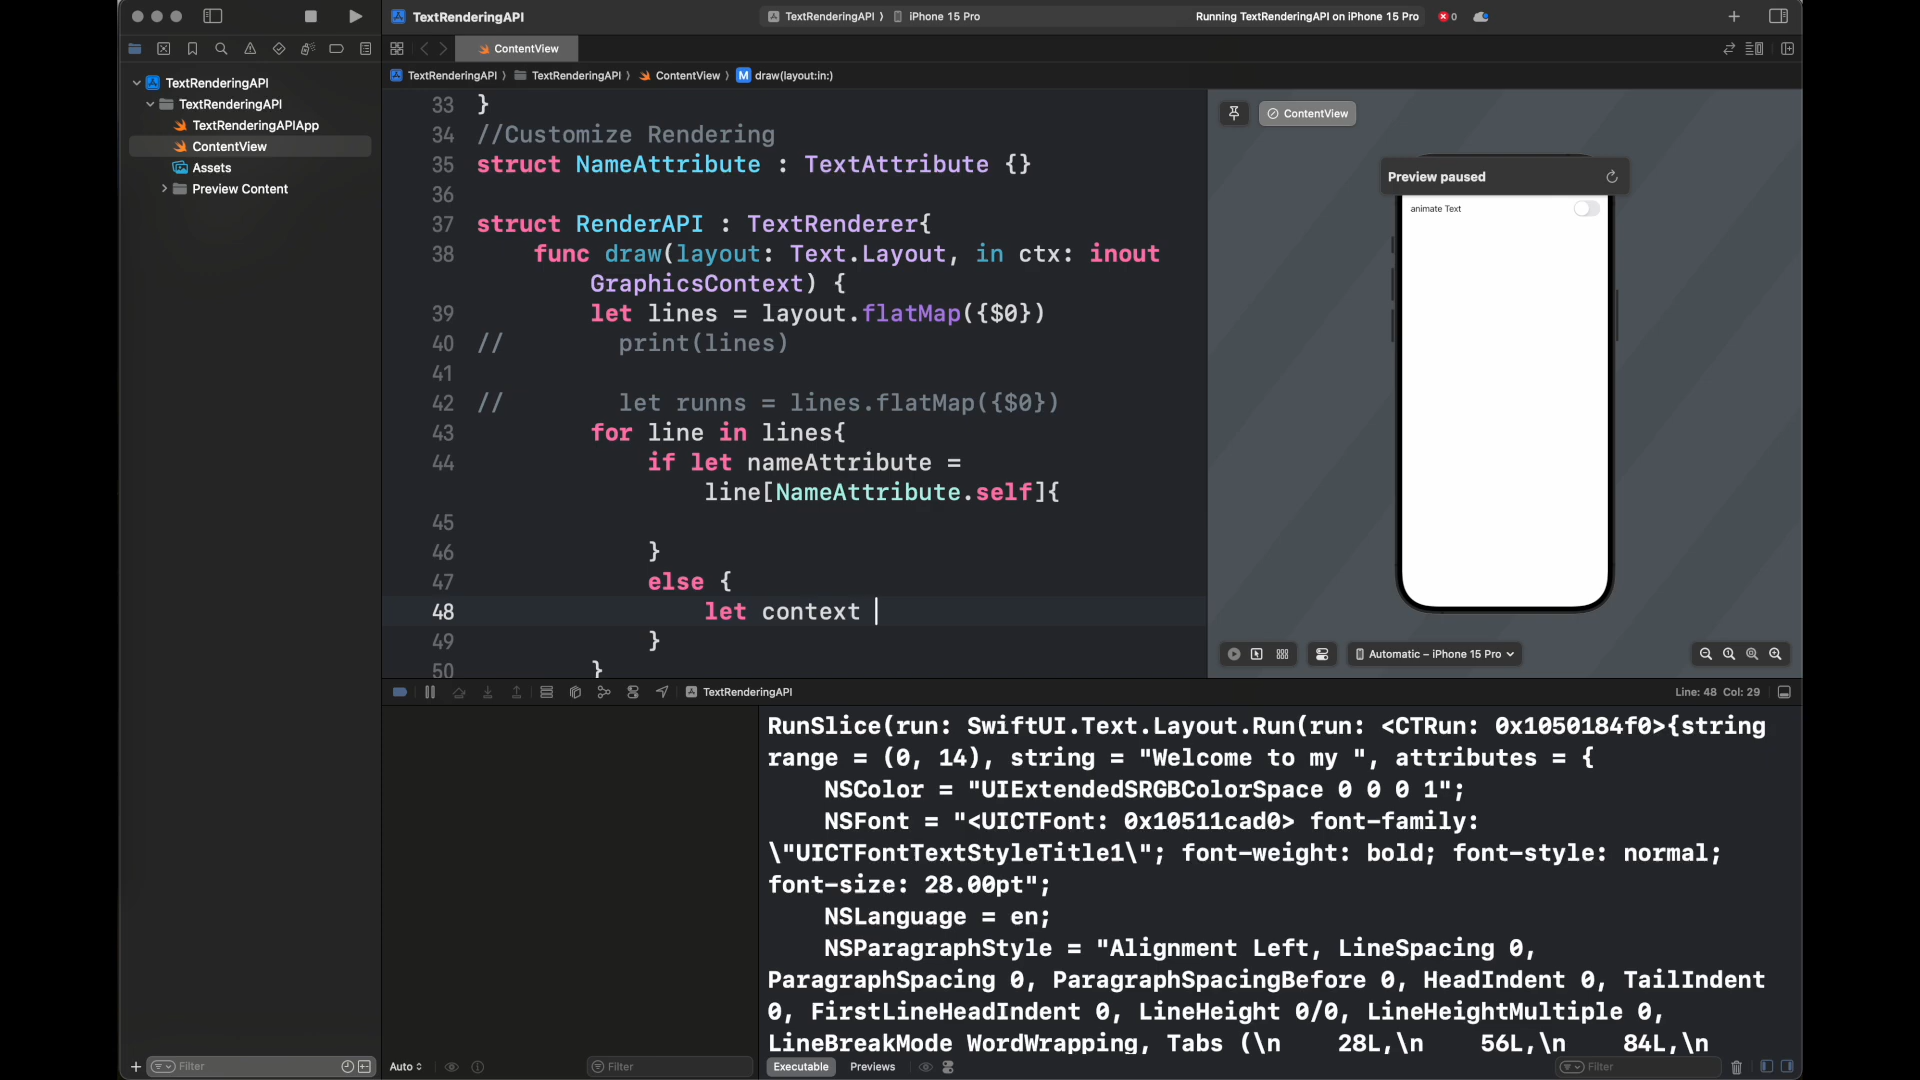 TextRenderingAPI
TextRenderingAPI ⟩ iPhone 15 Pro
Running TextRenderingAPI on iPhone 15 Pro
0
ContentView
TextRenderingAPI ⟩ TextRenderingAPI ⟩ ContentView ⟩ M draw(layout:in:)
TextRenderingAPI
TextRenderingAPI
TextRenderingAPIApp
ContentView
Assets
Preview Content
33 }
34 //Customize Rendering
35 struct NameAttribute : TextAttribute {}
36
37 struct RenderAPI : TextRenderer{
38 func draw(layout: Text.Layout, in ctx: inout
GraphicsContext) {
39 let lines = layout.flatMap({$0})
40 // print(lines)
41
42 // let runns = lines.flatMap({$0})
43 for line in lines{
44 if let nameAttribute =
line[NameAttribute.self]{
45
46 }
47 else {
48 let context
49 }
50 }
ContentView
Preview paused
animate Text
Automatic – iPhone 15 Pro
TextRenderingAPI
Line: 48 Col: 29
RunSlice(run: SwiftUI.Text.Layout.Run(run: <CTRun: 0x1050184f0>{string
range = (0, 14), string = "Welcome to my ", attributes = {
NSColor = "UIExtendedSRGBColorSpace 0 0 0 1";
NSFont = "<UICTFont: 0x10511cad0> font-family:
\"UICTFontTextStyleTitle1\"; font-weight: bold; font-style: normal;
font-size: 28.00pt";
NSLanguage = en;
NSParagraphStyle = "Alignment Left, LineSpacing 0,
ParagraphSpacing 0, ParagraphSpacingBefore 0, HeadIndent 0, TailIndent
0, FirstLineHeadIndent 0, LineHeight 0/0, LineHeightMultiple 0,
LineBreakMode WordWrapping, Tabs (\n 28L,\n 56L,\n 84L,\n
Filter
Auto
Filter
Executable
Previews
Filter